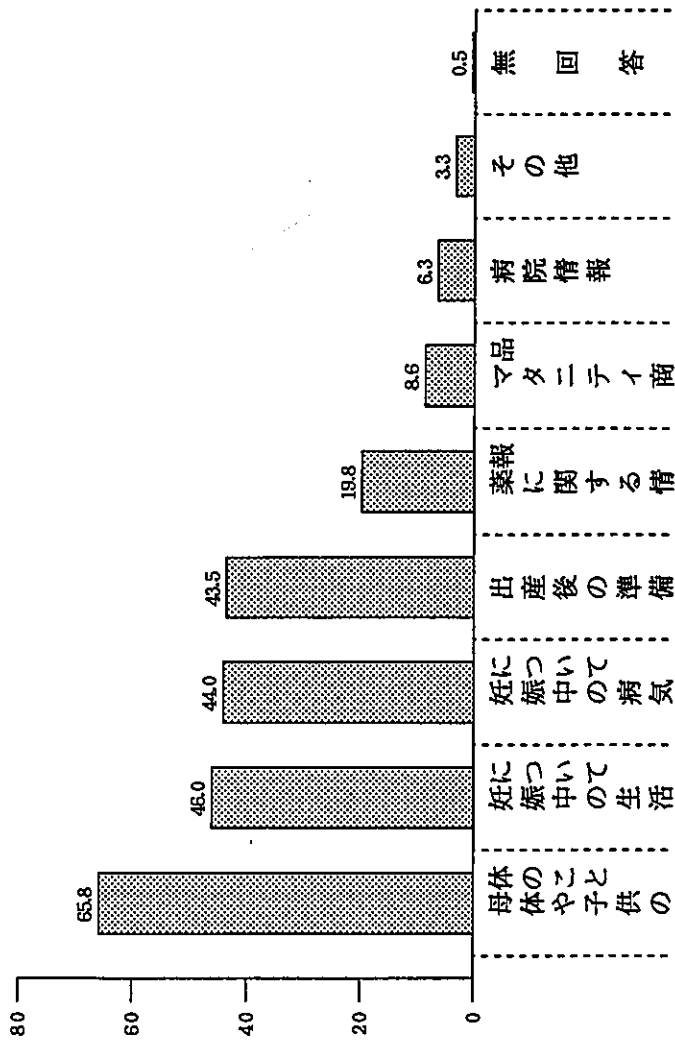 80
60
40
20
0
65.8
46.0
44.0
43.5
19.8
8.6
6.3
3.3
0.5
母体や子供の
体のこと
妊娠中の生活
について
妊娠中の病気
について
出産後の準備
薬に関する情
報
マタニティ商
品
病院情報
その他
無回答